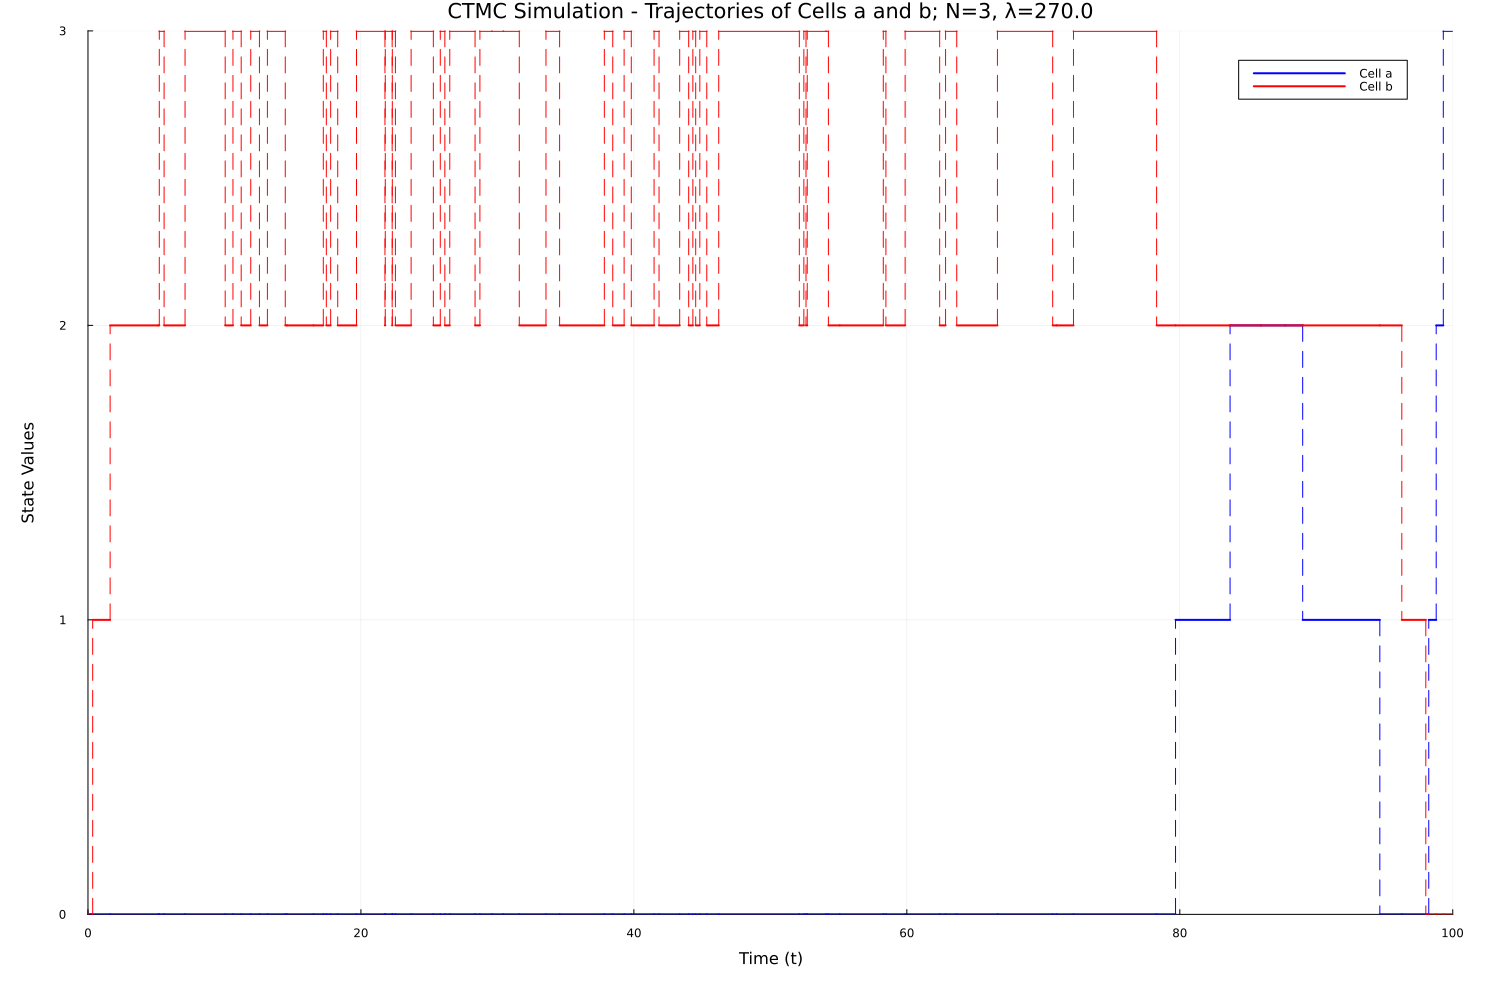 CTMC Simulation - Trajectories of Cells a and b; N=3, λ=270.0
3
Cell a
Cell b
2
State Values
1
0
0 20 40 60 80 100
Time (t)